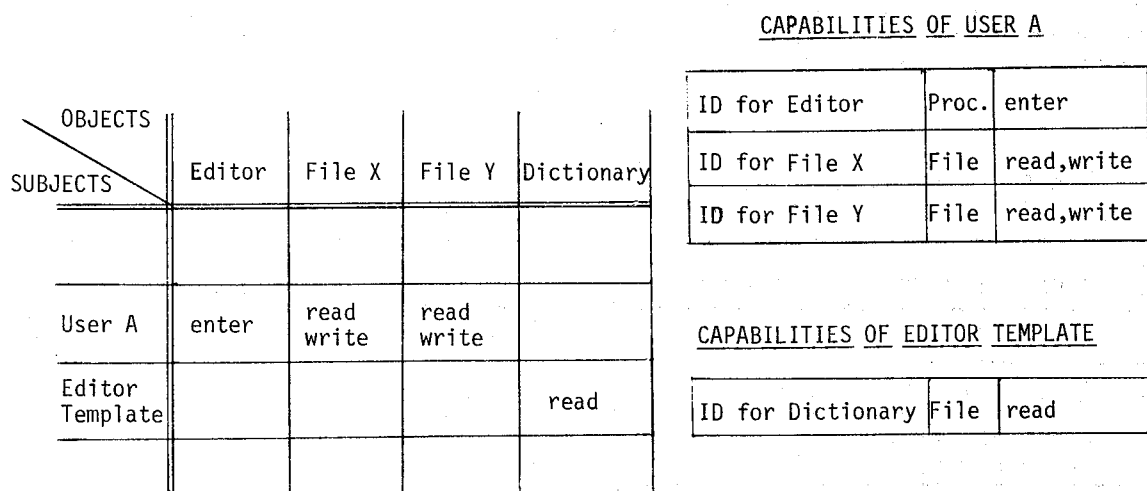 OBJECTS
SUBJECTS
Editor File X File Y Dictionary
User A enter read write read write
Editor Template read
CAPABILITIES OF USER A
ID for Editor Proc. enter
ID for File X File read,write
ID for File Y File read,write
CAPABILITIES OF EDITOR TEMPLATE
ID for Dictionary File read